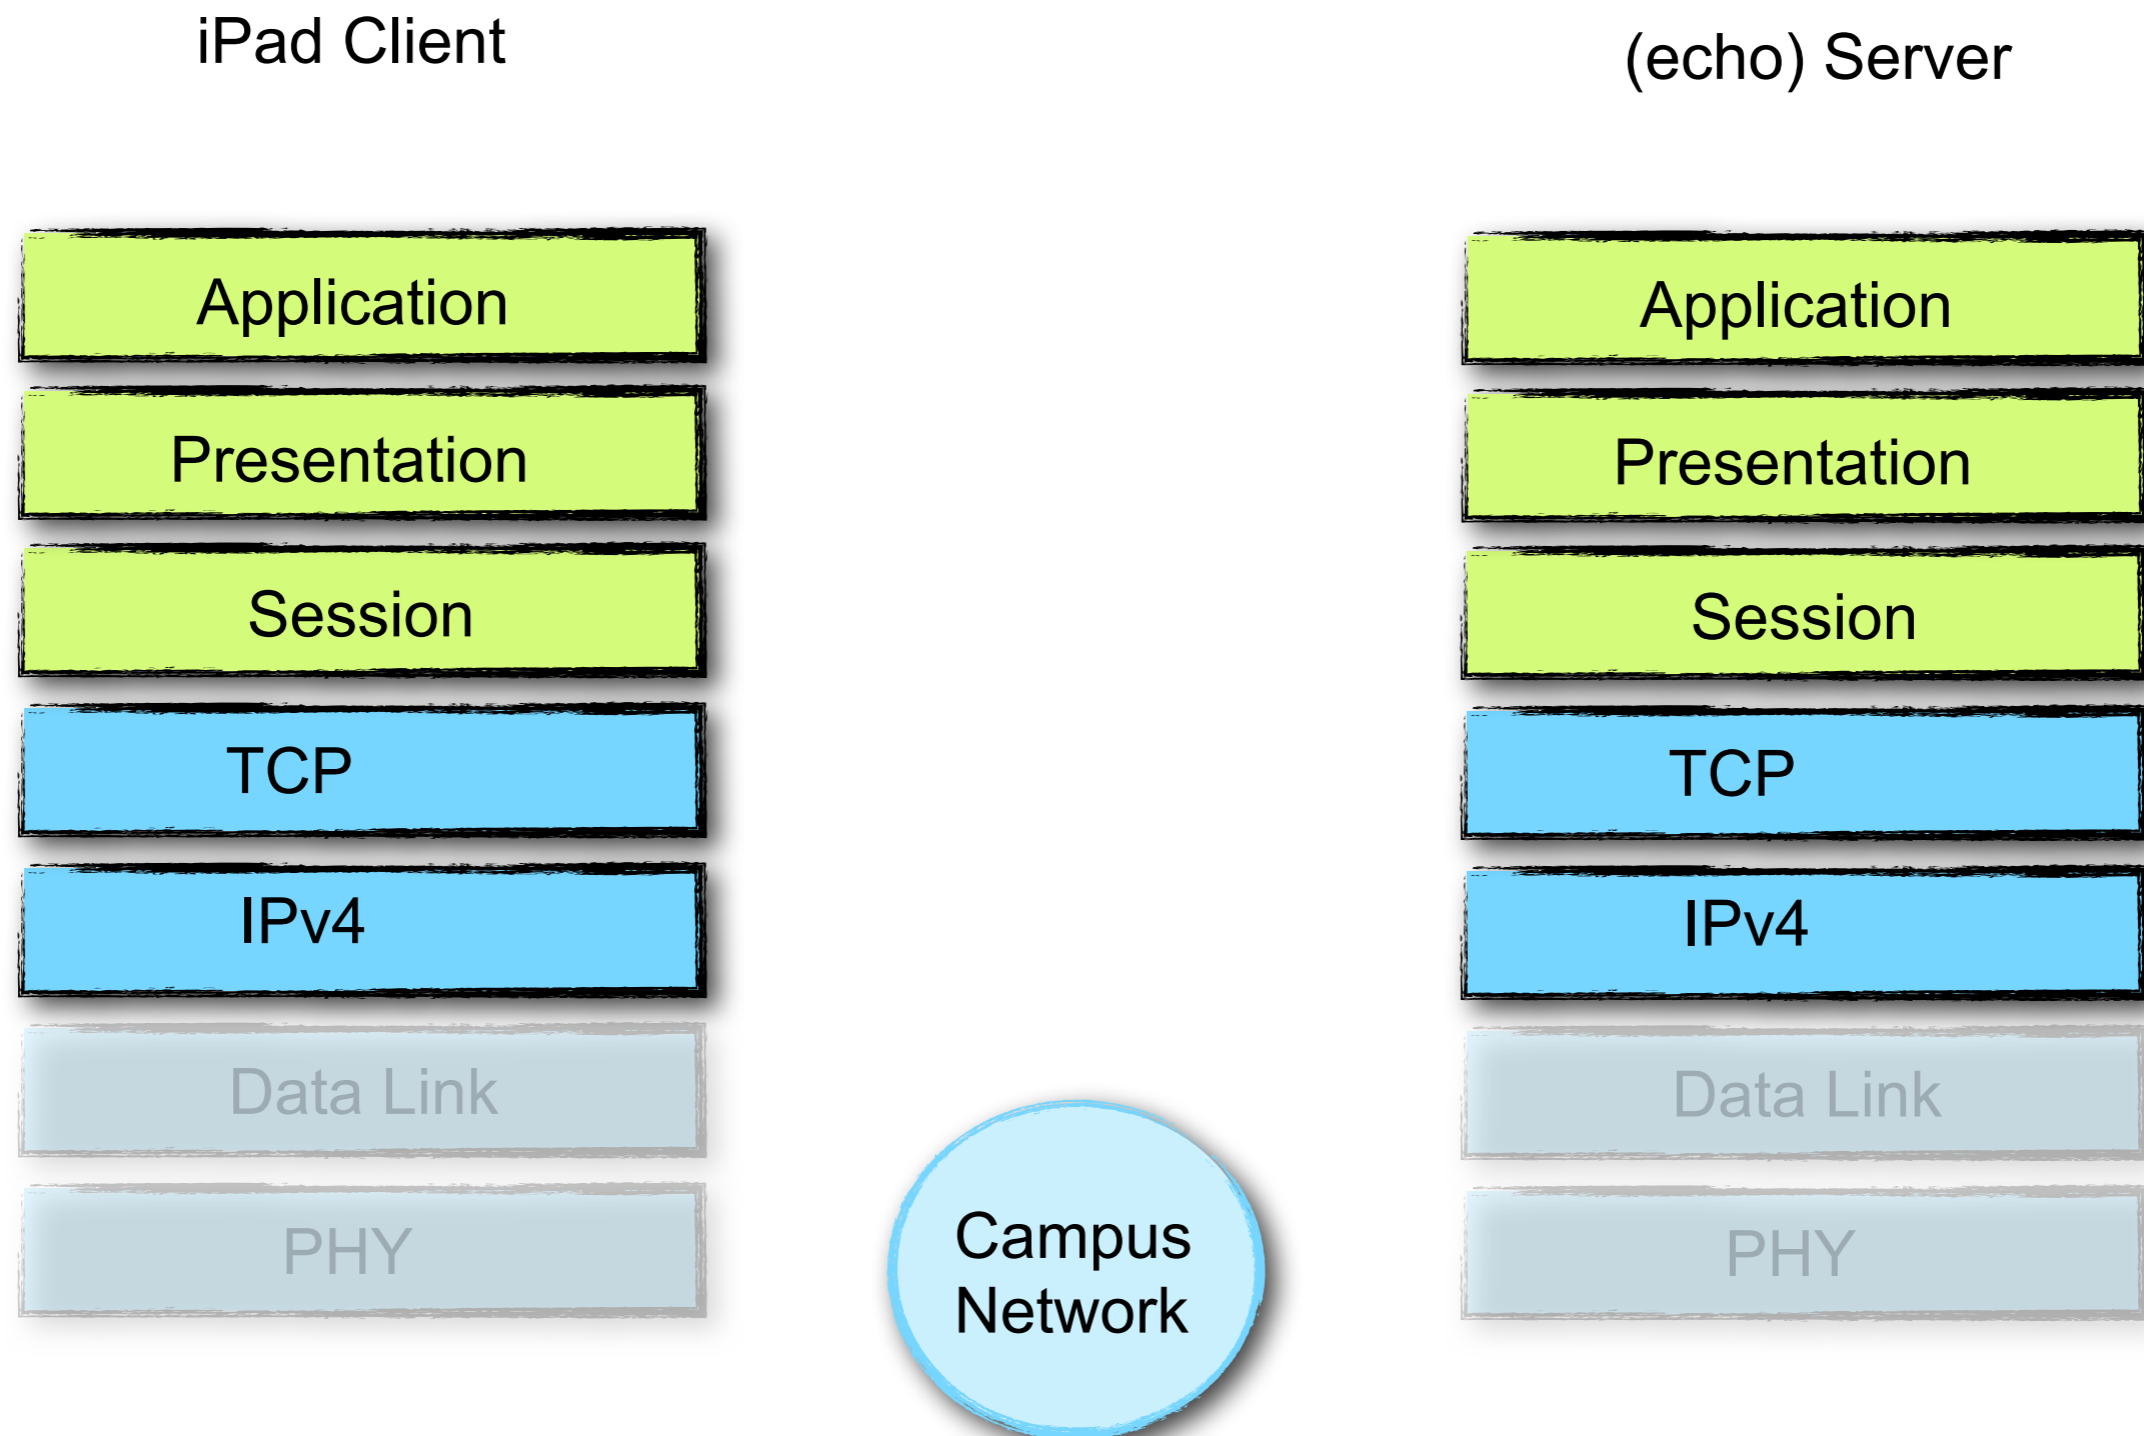 iPad Client
(echo) Server
Application
Application
Presentation
Presentation
Session
Session
TCP
TCP
IPv4
IPv4
Data Link
Data Link
PHY
PHY
Campus
Network